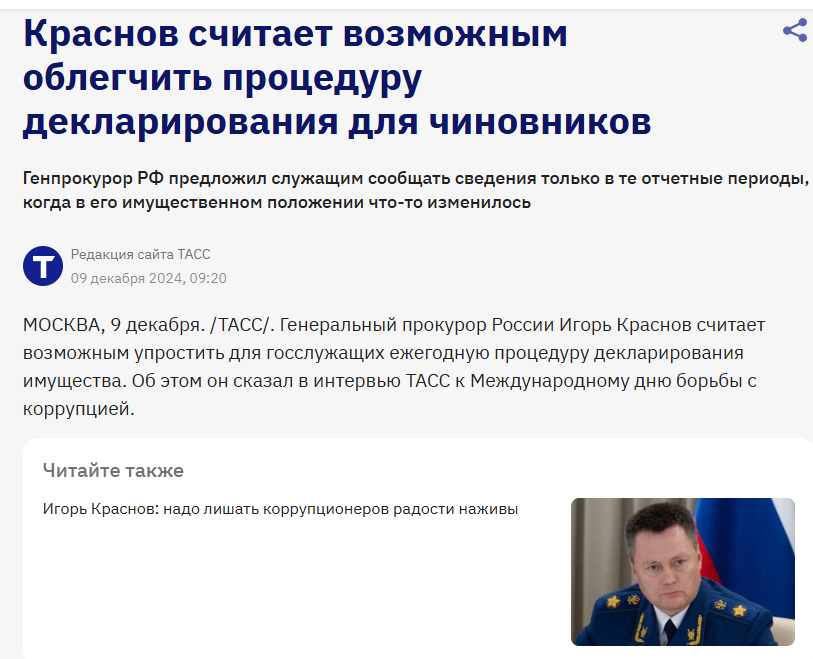 Краснов считает возможным
облегчить процедуру
декларирования для чиновников
Генпрокурор РФ предложил служащим сообщать сведения только в те отчетные периоды,
когда в его имущественном положении что-то изменилось
Т
Редакция сайта ТАСС
09 декабря 2024, 09:20
МОСКВА, 9 декабря. /ТАСС/. Генеральный прокурор России Игорь Краснов считает
возможным упростить для госслужащих ежегодную процедуру декларирования
имущества. Об этом он сказал в интервью ТАСС к Международному дню борьбы с
коррупцией.
Читайте также
Игорь Краснов: надо лишать коррупционеров радости наживы